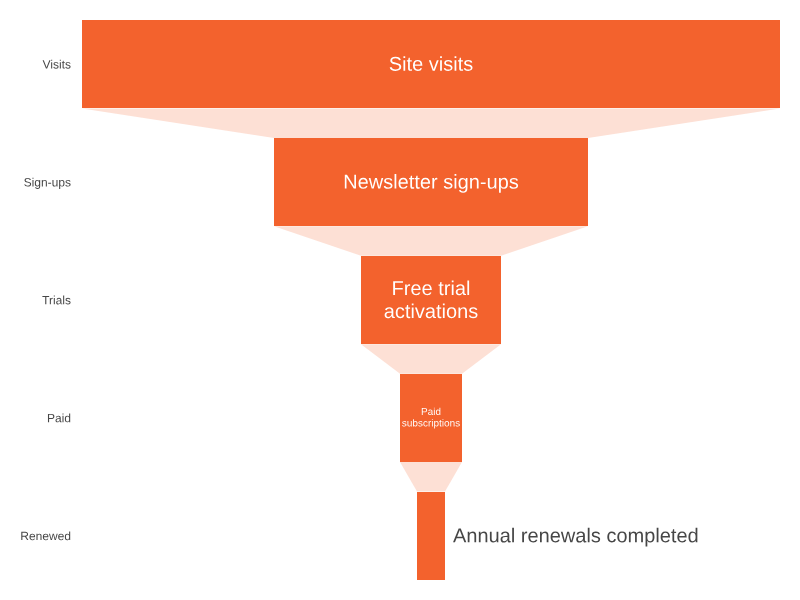 Visits
Site visits
Sign-ups
Newsletter sign-ups
Trials
Free trial
activations
Paid
Paid
subscriptions
Renewed
Annual renewals completed